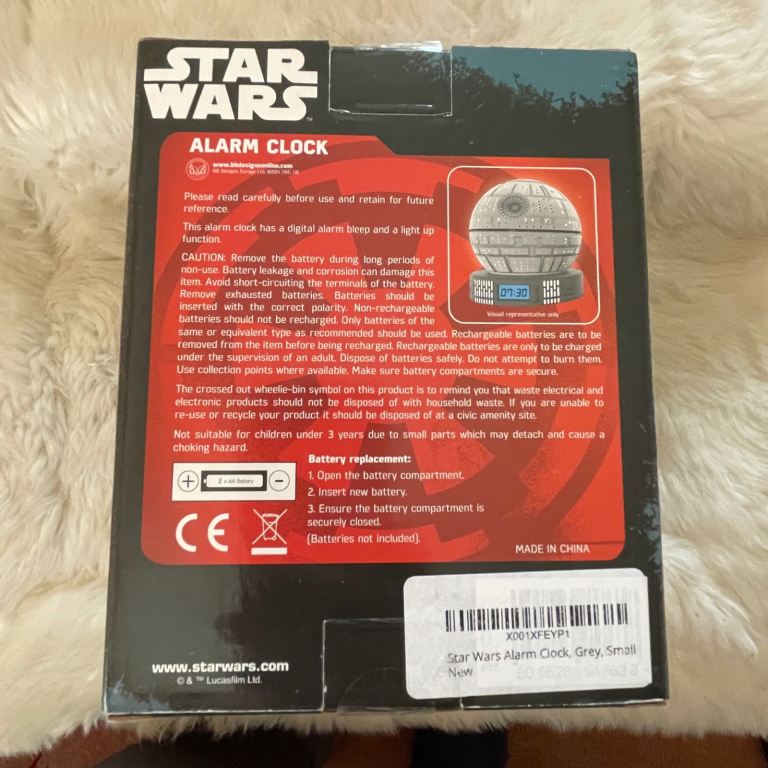 STAR
WARS
ALARM CLOCK
www.bbdesignsonline.com
BB Designs Europe Ltd.
Please read carefully before use and retain for future
reference.
This alarm clock has a digital alarm bleep and a light up
function.
CAUTION: Remove the battery during long periods of
non-use. Battery leakage and corrosion can damage this
item. Avoid short-circuiting the terminals of the battery.
Remove exhausted batteries. Batteries should be
inserted with the correct polarity. Non-rechargeable
batteries should not be recharged. Only batteries of the
same or equivalent type as recommended should be used. Rechargeable batteries are to be
removed from the item before being recharged. Rechargeable batteries are only to be charged
under the supervision of an adult. Dispose of batteries safely. Do not attempt to burn them.
Use collection points where available. Make sure battery compartments are secure.
07:30
Visual representative only
The crossed out wheelie-bin symbol on this product is to remind you that waste electrical and
electronic products should not be disposed of with household waste. If you are unable to
re-use or recycle your product it should be disposed of at a civic amenity site.
Not suitable for children under 3 years due to small parts which may detach and cause a
choking hazard.
+ 2 x AA Battery −
CE
Battery replacement:
1. Open the battery compartment.
2. Insert new battery.
3. Ensure the battery compartment is
securely closed.
(Batteries not Included).
MADE IN CHINA
X001XFEYP1
Star Wars Alarm Clock, Grey, Small
New
www.starwars.com
© & ™ Lucasfilm Ltd.